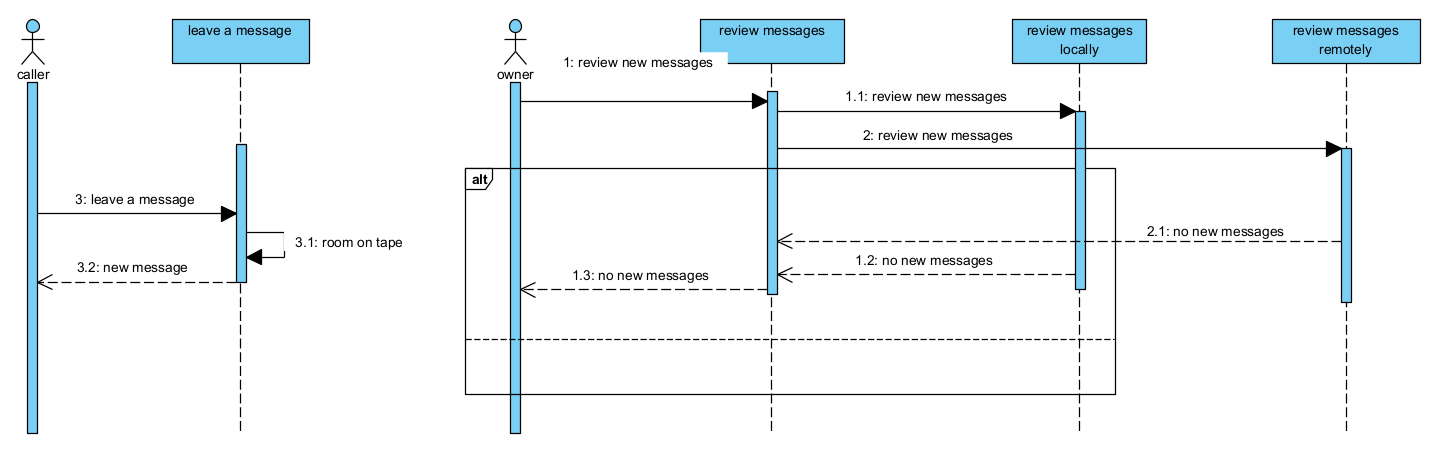 leave a message
review messages
review messages
locally
review messages
remotely
caller
owner
1: review new messages
1.1: review new messages
2: review new messages
alt
3: leave a message
3.1: room on tape
3.2: new message
2.1: no new messages
1.2: no new messages
1.3: no new messages